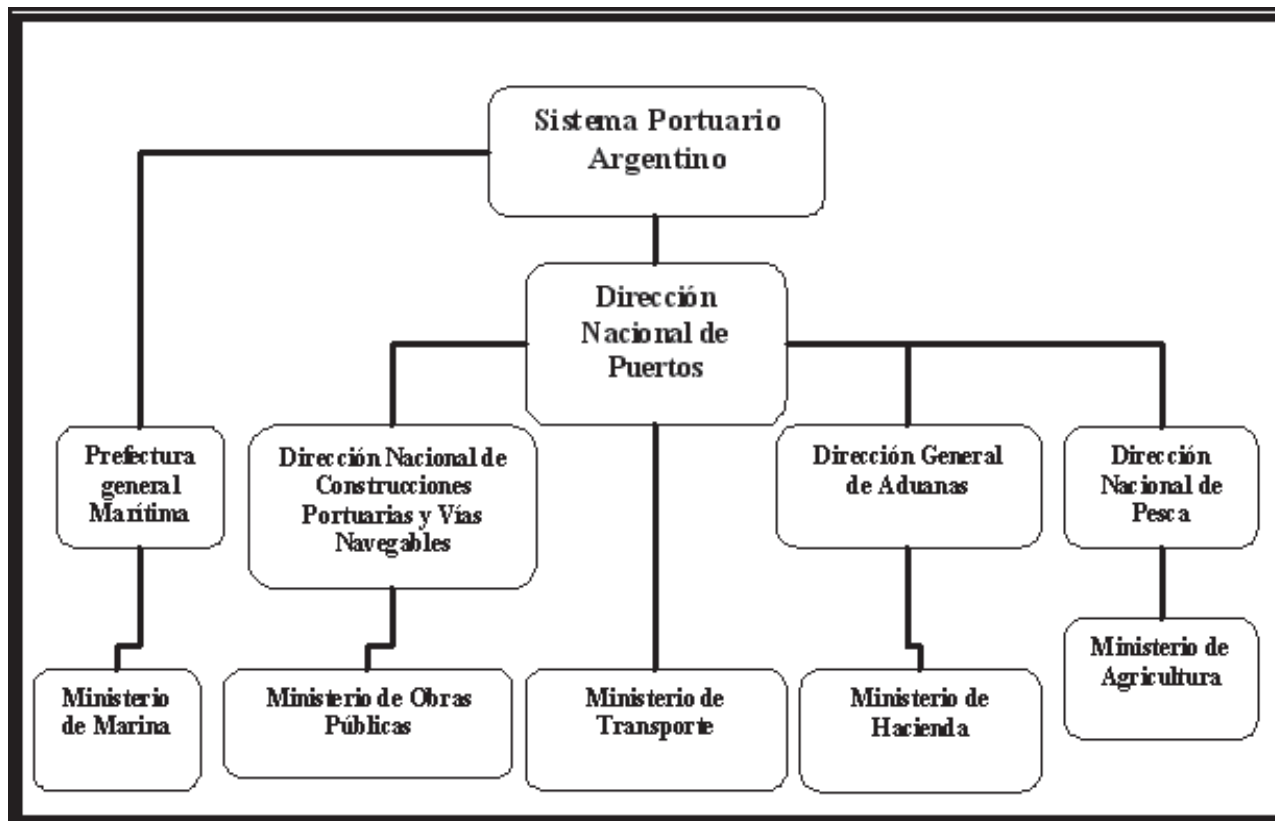 Sistema Portuario
Argentino
Dirección
Nacional de
Puertos
Prefectura
general
Marítima
Dirección Nacional de
Construcciones
Portuarias y Vías
Navegables
Dirección General
de Aduanas
Dirección
Nacional de
Pesca
Ministerio
de Marina
Ministerio de Obras
Públicas
Ministerio de
Transporte
Ministerio de
Hacienda
Ministerio de
Agricultura